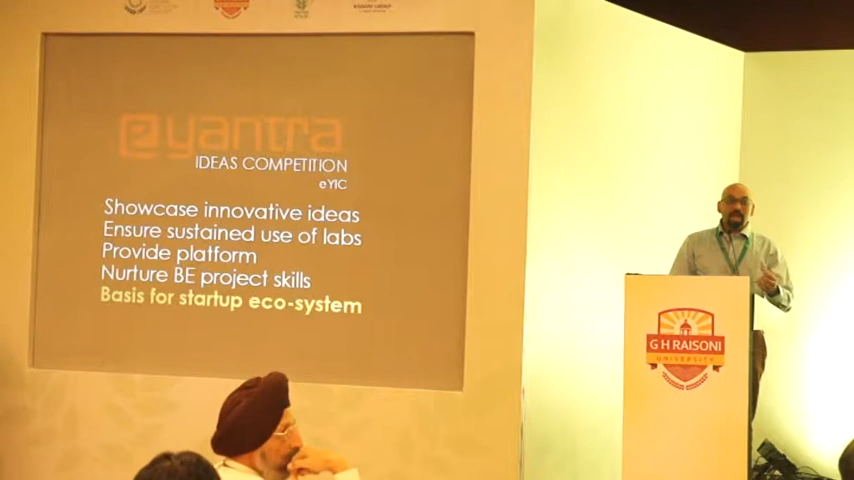 eyantra
IDEAS COMPETITION
eYIC
Showcase innovative ideas
Ensure sustained use of labs
Provide platform
Nurture BE project skills
Basis for startup eco-system
G H RAISONI
UNIVERSITY